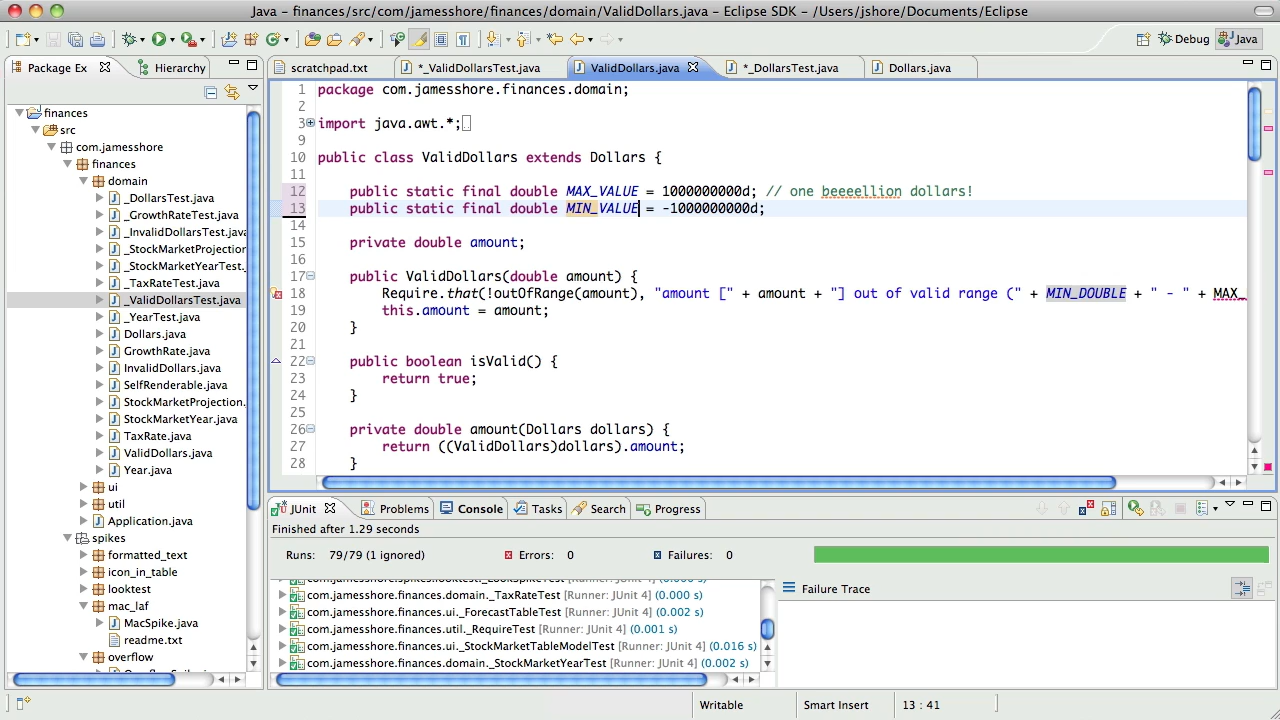 Java - finances/src/com/jamesshore/finances/domain/ValidDollars.java - Eclipse SDK - /Users/jshore/Documents/Eclipse
Debug Java
Package Ex Hierarchy
finances
src
com.jamesshore
finances
domain
_DollarsTest.java
_GrowthRateTest.java
_InvalidDollarsTest.java
_StockMarketProjection
_StockMarketYearTest.
_TaxRateTest.java
_ValidDollarsTest.java
_YearTest.java
Dollars.java
GrowthRate.java
InvalidDollars.java
SelfRenderable.java
StockMarketProjection.
StockMarketYear.java
TaxRate.java
ValidDollars.java
Year.java
ui
util
Application.java
spikes
formatted_text
icon_in_table
looktest
mac_laf
MacSpike.java
readme.txt
overflow
scratchpad.txt *_ValidDollarsTest.java ValidDollars.java *_DollarsTest.java Dollars.java
1 package com.jamesshore.finances.domain;
2
3 import java.awt.*;
9
10 public class ValidDollars extends Dollars {
11
12 public static final double MAX_VALUE = 1000000000d; // one beeeellion dollars!
13 public static final double MIN_VALUE = -1000000000d;
14
15 private double amount;
16
17 public ValidDollars(double amount) {
18 Require.that(!outOfRange(amount), "amount [" + amount + "] out of valid range (" + MIN_DOUBLE + " - " + MAX_
19 this.amount = amount;
20 }
21
22 public boolean isValid() {
23 return true;
24 }
25
26 private double amount(Dollars dollars) {
27 return ((ValidDollars)dollars).amount;
28 }
JUnit Problems Console Tasks Search Progress
Finished after 1.29 seconds
Runs: 79/79 (1 ignored) Errors: 0 Failures: 0
com.jamesshore.finances.domain._TaxRateTest [Runner: JUnit 4] (0.000 s)
com.jamesshore.finances.ui._ForecastTableTest [Runner: JUnit 4] (0.002 s)
com.jamesshore.finances.util._RequireTest [Runner: JUnit 4] (0.001 s)
com.jamesshore.finances.ui._StockMarketTableModelTest [Runner: JUnit 4] (0.016 s)
com.jamesshore.finances.domain._StockMarketYearTest [Runner: JUnit 4] (0.002 s)
Failure Trace
Writable Smart Insert 13 : 41